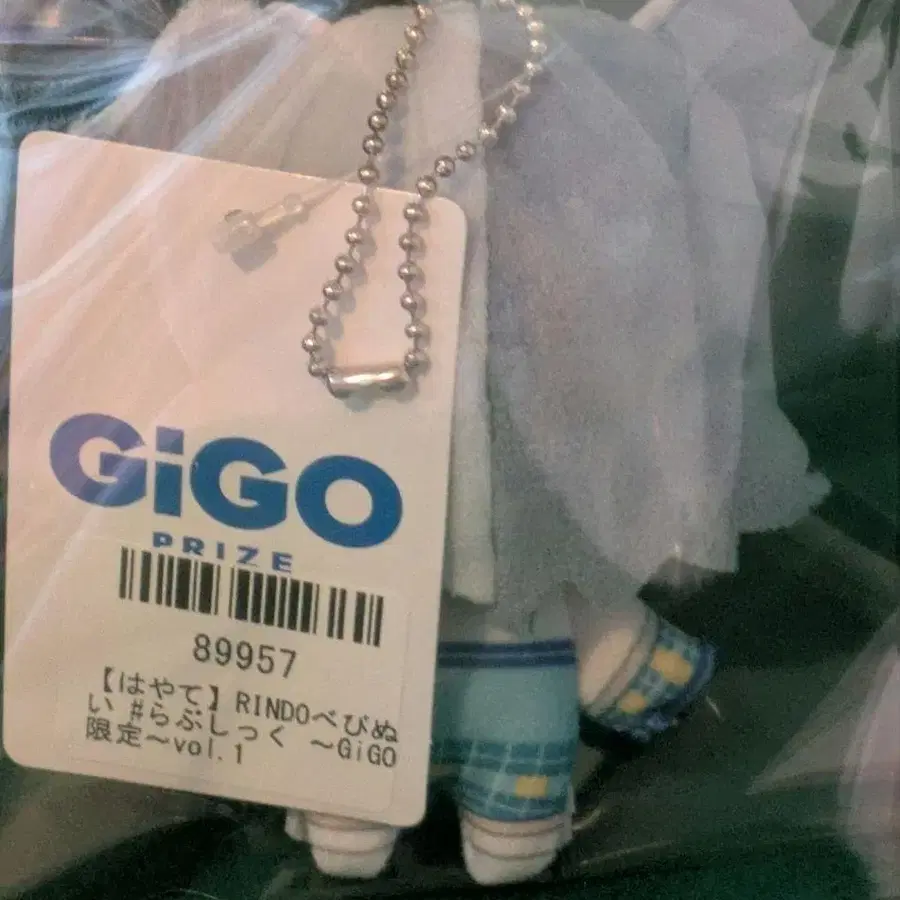 GiGO
PRIZE
89957
【はやて】RINDOべびぬ
い #らぶしっく ～GiGO
限定～vol.1